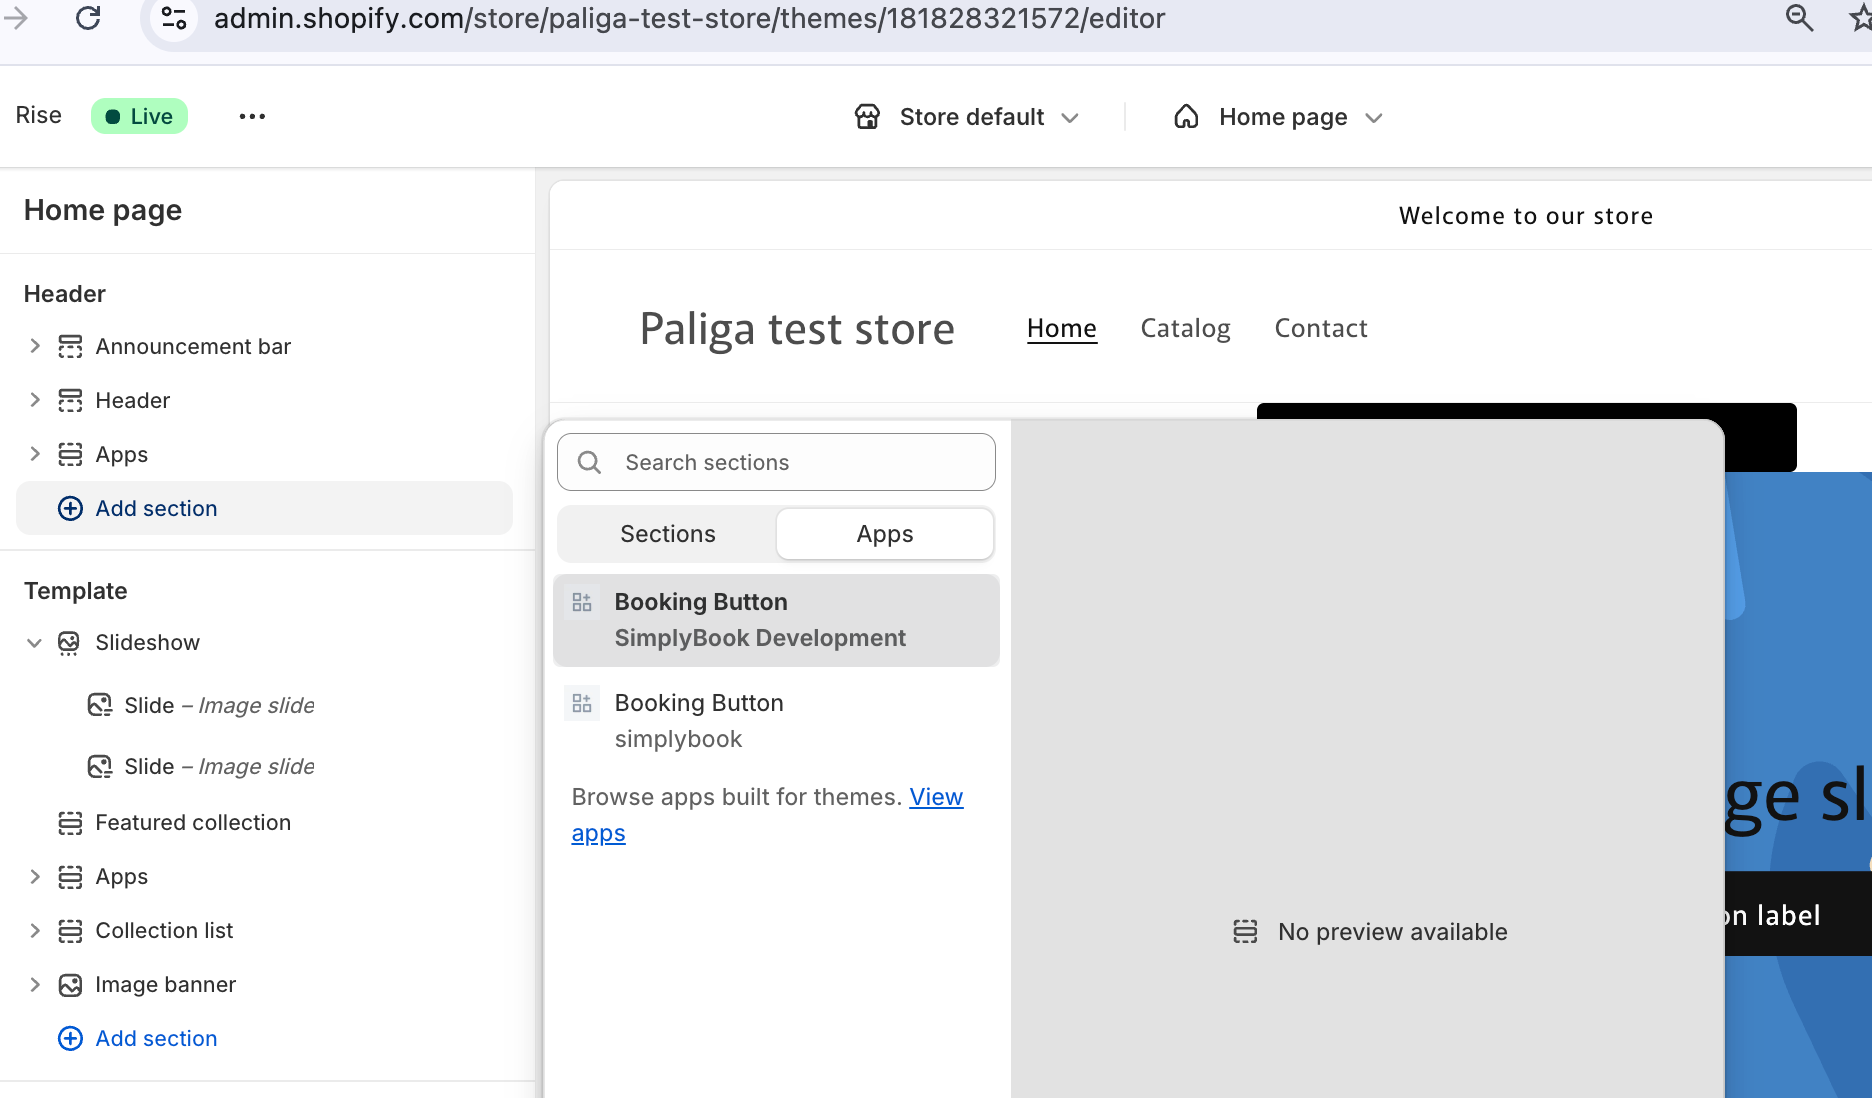 admin.shopify.com/store/paliga-test-store/themes/181828321572/editor
Rise
Live
Store default
Home page
Home page
Header
Announcement bar
Header
Apps
Add section
Template
Slideshow
Slide – Image slide
Slide – Image slide
Featured collection
Apps
Collection list
Image banner
Add section
Welcome to our store
Paliga test store
Home
Catalog
Contact
Search sections
Sections
Apps
Booking Button
SimplyBook Development
Booking Button
simplybook
Browse apps built for themes. View
apps
No preview available
ge sl
on label